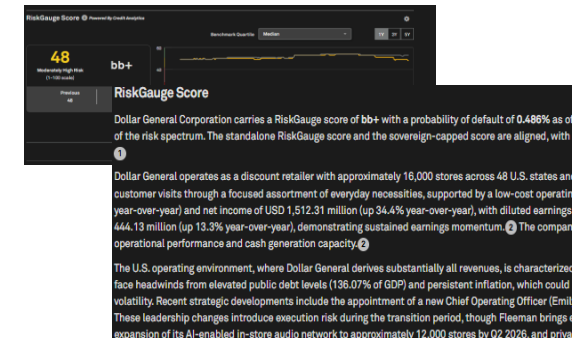 RiskGauge Score Powered By Credit Analytics
Benchmark Quartile Median
1Y 3Y 5Y
48
Moderately High Risk
(1-100 scale)
bb+
Previous
48
RiskGauge Score
Dollar General Corporation carries a RiskGauge score of bb+ with a probability of default of 0.486% as of
of the risk spectrum. The standalone RiskGauge score and the sovereign-capped score are aligned, with
1
Dollar General operates as a discount retailer with approximately 16,000 stores across 48 U.S. states and
customer visits through a focused assortment of everyday necessities, supported by a low-cost operatin
year-over-year) and net income of USD 1,512.31 million (up 34.4% year-over-year), with diluted earnings
444.13 million (up 13.3% year-over-year), demonstrating sustained earnings momentum. 2 The compan
operational performance and cash generation capacity. 2
The U.S. operating environment, where Dollar General derives substantially all revenues, is characterized
face headwinds from elevated public debt levels (136.07% of GDP) and persistent inflation, which could
volatility. Recent strategic developments include the appointment of a new Chief Operating Officer (Emil
These leadership changes introduce execution risk during the transition period, though Fleeman brings e
expansion of its AI-enabled in-store audio network to approximately 12,000 stores by Q2 2026, and priva